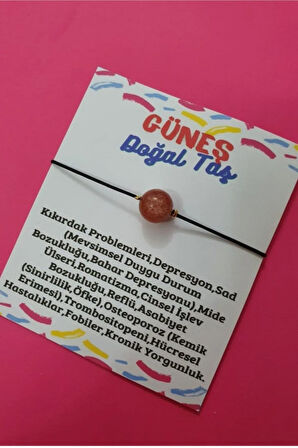 GÜNEŞ
Doğal Taş
Kıkırdak Problemleri,Depresyon,Sad
(Mevsimsel Duygu Durum
Bozukluğu,Bahar Depresyonu),Mide
Ülseri,Romatizma,Cinsel İşlev
Bozukluğu,Reflü,Asabiyet
(Sinirlilik,Öfke),Osteoporoz (Kemik
Erimesi),Trombositopeni,Hücresel
Hastalıklar,Fobiler,Kronik Yorgunluk.